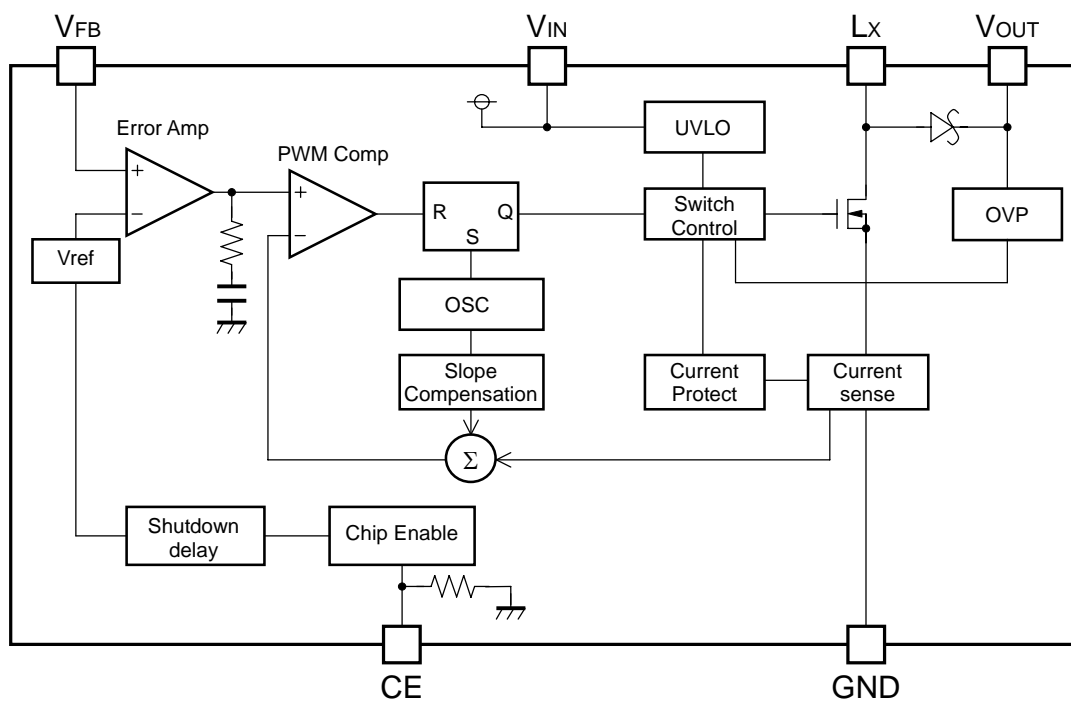 VFB
VIN
LX
VOUT
Error Amp
+
−
PWM Comp
+
−
UVLO
R
Q
S
Switch
Control
OVP
Vref
OSC
Slope
Compensation
Current
Protect
Current
sense
Σ
Shutdown
delay
Chip Enable
CE
GND